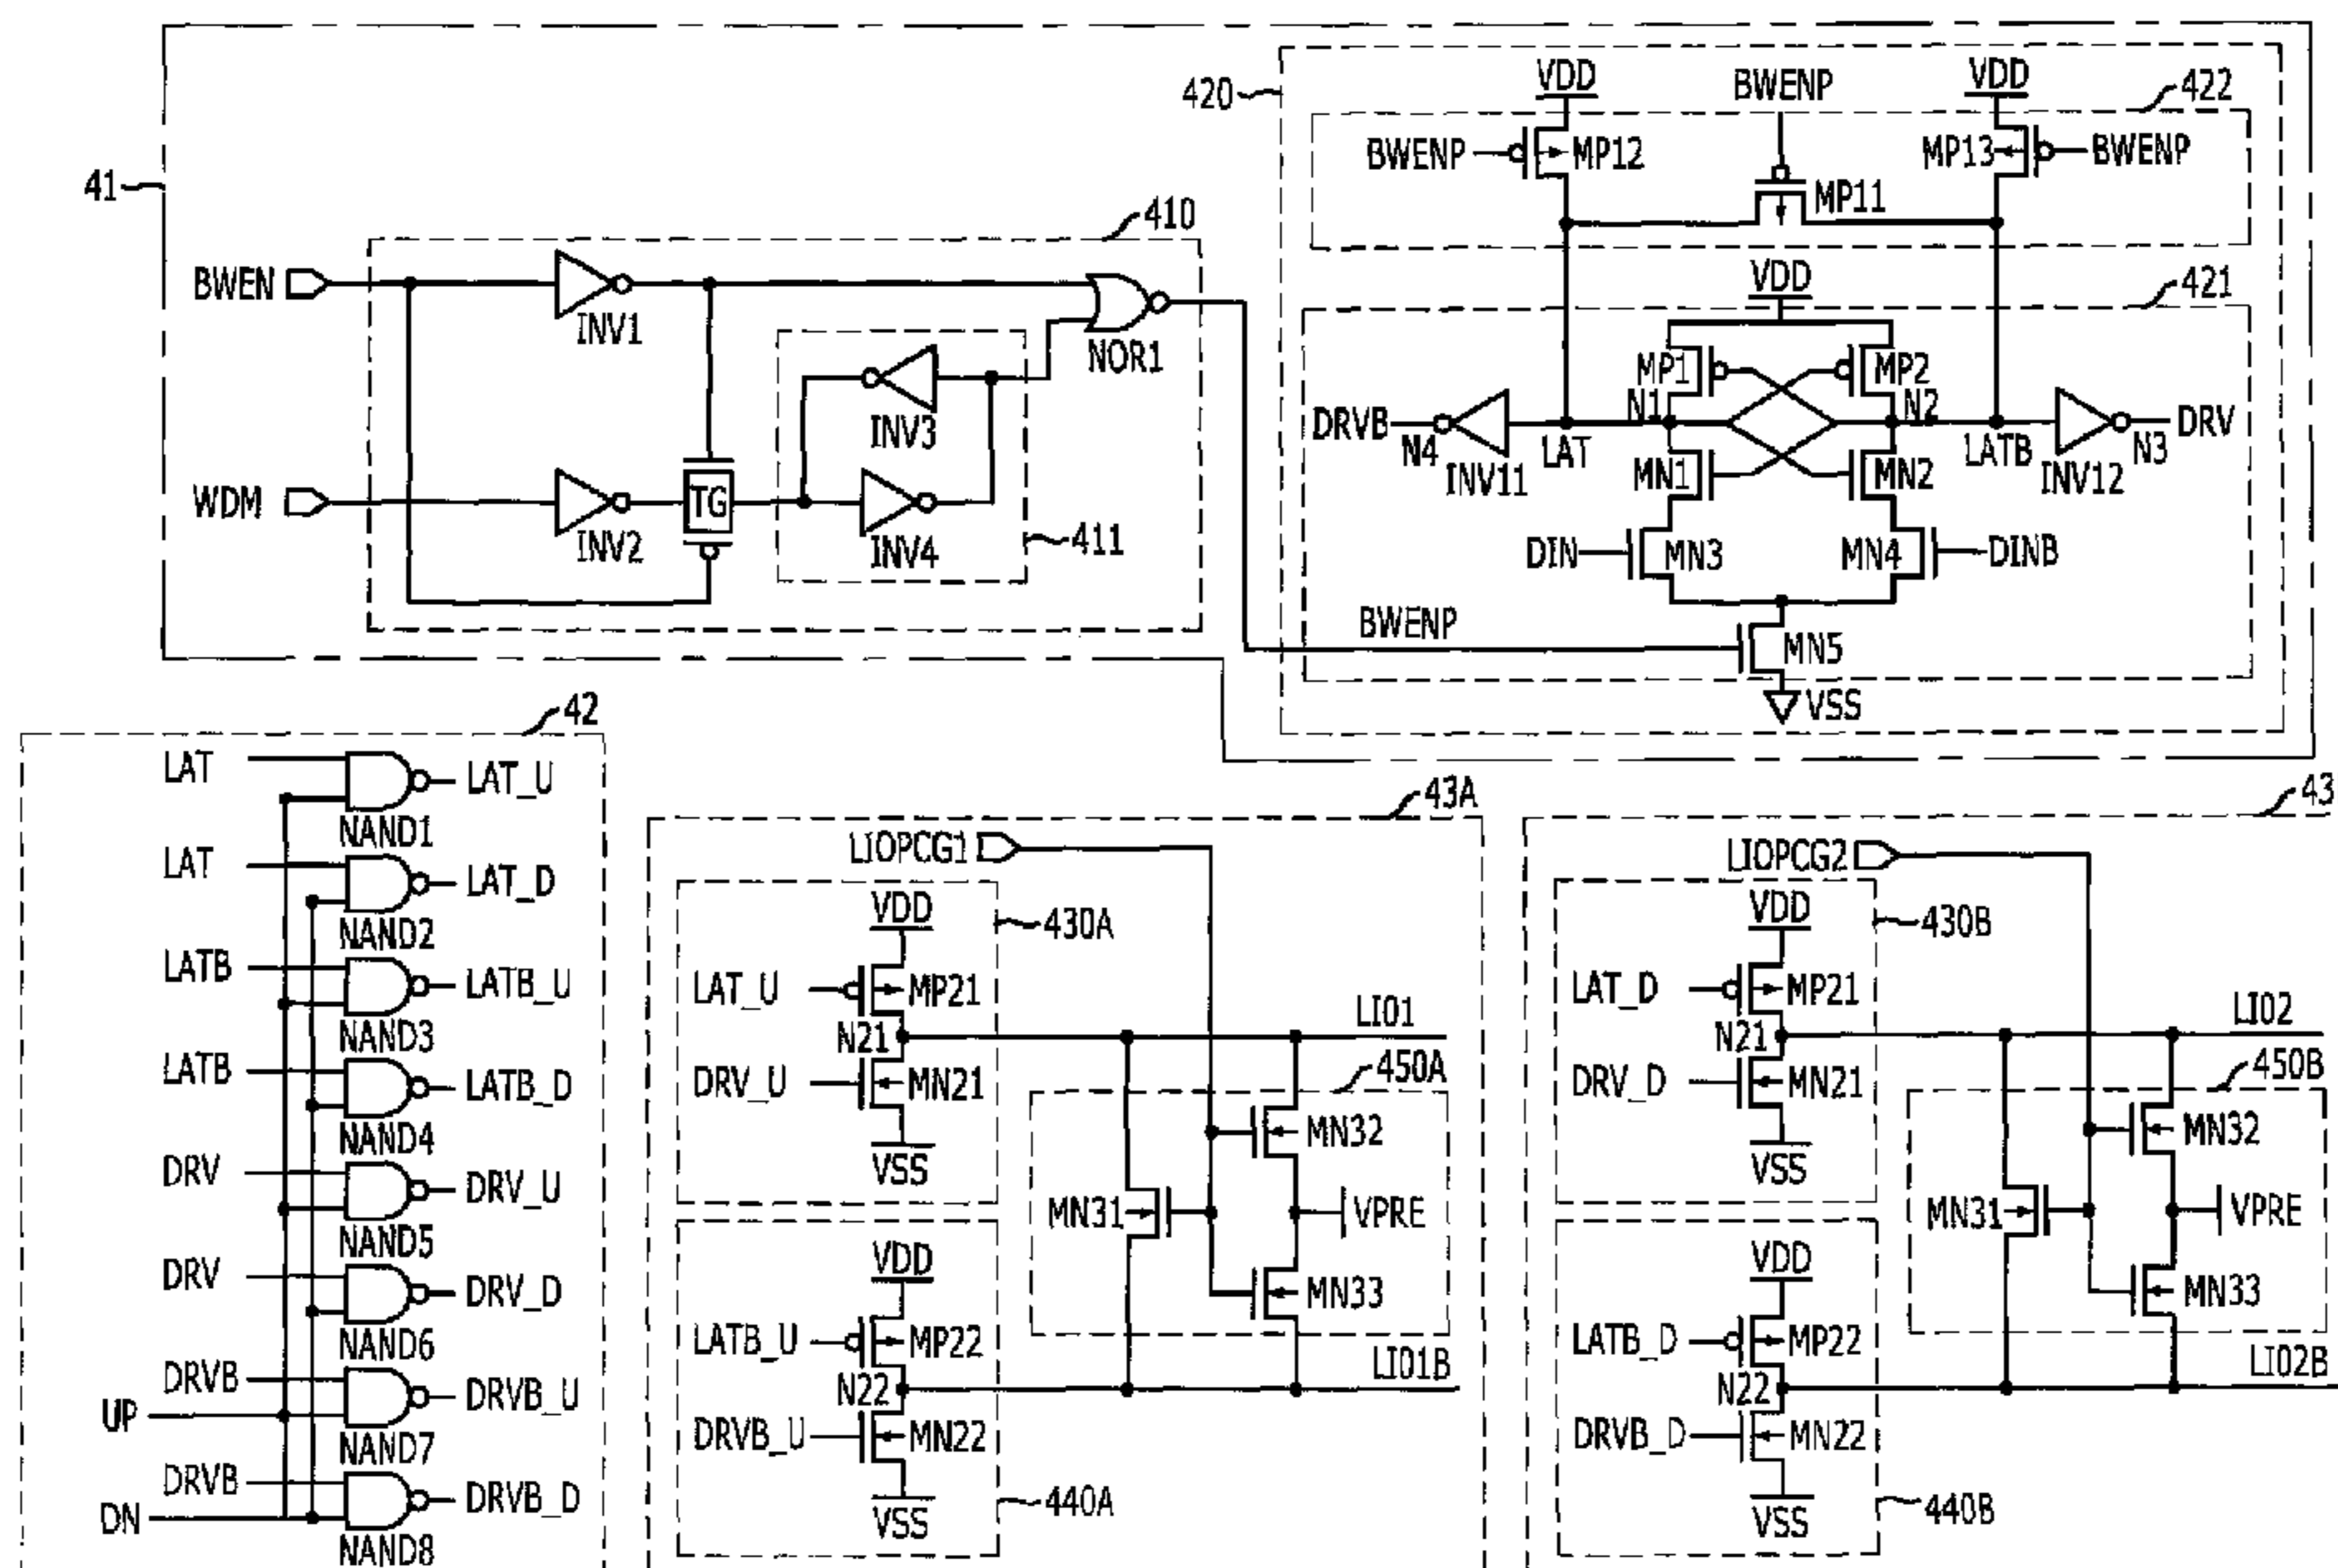 41
BWEN
WDM
410
INV1
INV2
TG
411
INV3
INV4
NOR1
420
422
VDD
BWENP
VDD
BWENP
MP12
MP11
MP13
BWENP
421
VDD
MP1
MP2
N1
N2
DRVB
N4
INV11
LAT
LATB
INV12
N3
DRV
MN1
MN2
DIN
MN3
MN4
DINB
BWENP
MN5
VSS
42
LAT
LAT_U
NAND1
LAT
LAT_D
NAND2
LATB
LATB_U
NAND3
LATB
LATB_D
NAND4
DRV
DRV_U
NAND5
DRV
DRV_D
NAND6
DRVB
DRVB_U
UP
NAND7
DRVB
DRVB_D
DN
NAND8
43A
LIOPCG1
430A
VDD
LAT_U
MP21
N21
LIO1
DRV_U
MN21
VSS
450A
MN32
MN31
VPRE
MN33
VDD
LATB_U
MP22
N22
LIO1B
DRVB_U
MN22
VSS
440A
43
LIOPCG2
430B
VDD
LAT_D
MP21
N21
LIO2
DRV_D
MN21
VSS
450B
MN32
MN31
VPRE
MN33
VDD
LATB_D
MP22
N22
LIO2B
DRVB_D
MN22
VSS
440B